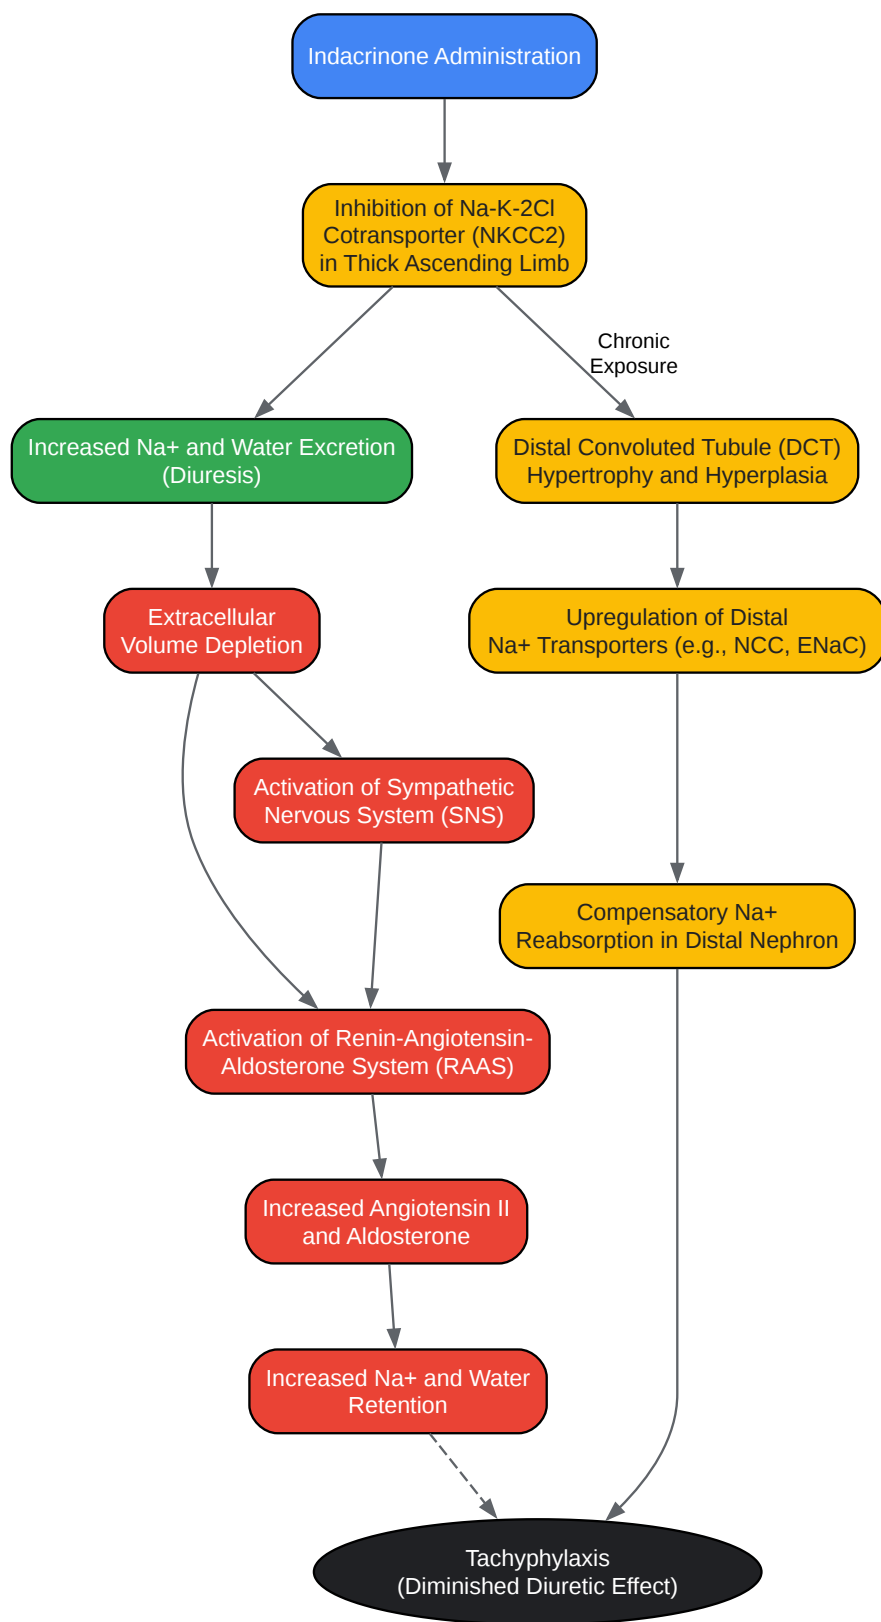 Indacrinone Administration
Inhibition of Na-K-2Cl
Cotransporter (NKCC2)
in Thick Ascending Limb
Chronic
Exposure
Increased Na+ and Water Excretion
(Diuresis)
Distal Convoluted Tubule (DCT)
Hypertrophy and Hyperplasia
Extracellular
Volume Depletion
Upregulation of Distal
Na+ Transporters (e.g., NCC, ENaC)
Activation of Sympathetic
Nervous System (SNS)
Compensatory Na+
Reabsorption in Distal Nephron
Activation of Renin-Angiotensin-
Aldosterone System (RAAS)
Increased Angiotensin II
and Aldosterone
Increased Na+ and Water
Retention
Tachyphylaxis
(Diminished Diuretic Effect)